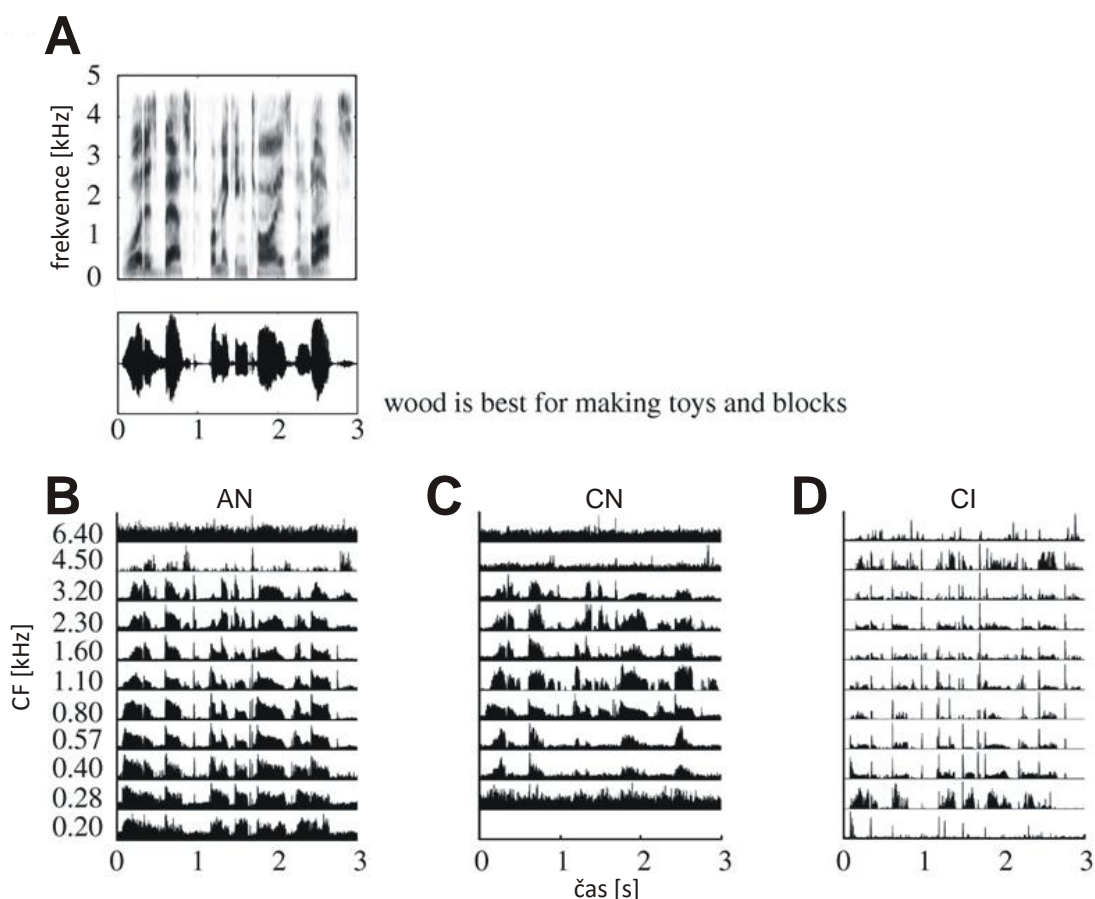 A
5
4
3
2
1
0
frekvence [kHz]
wood is best for making toys and blocks
0 1 2 3
B AN
C CN
D CI
6.40
4.50
3.20
2.30
1.60
1.10
0.80
0.57
0.40
0.28
0.20
CF [kHz]
0 1 2 3
0 1 2 3
0 1 2 3
čas [s]